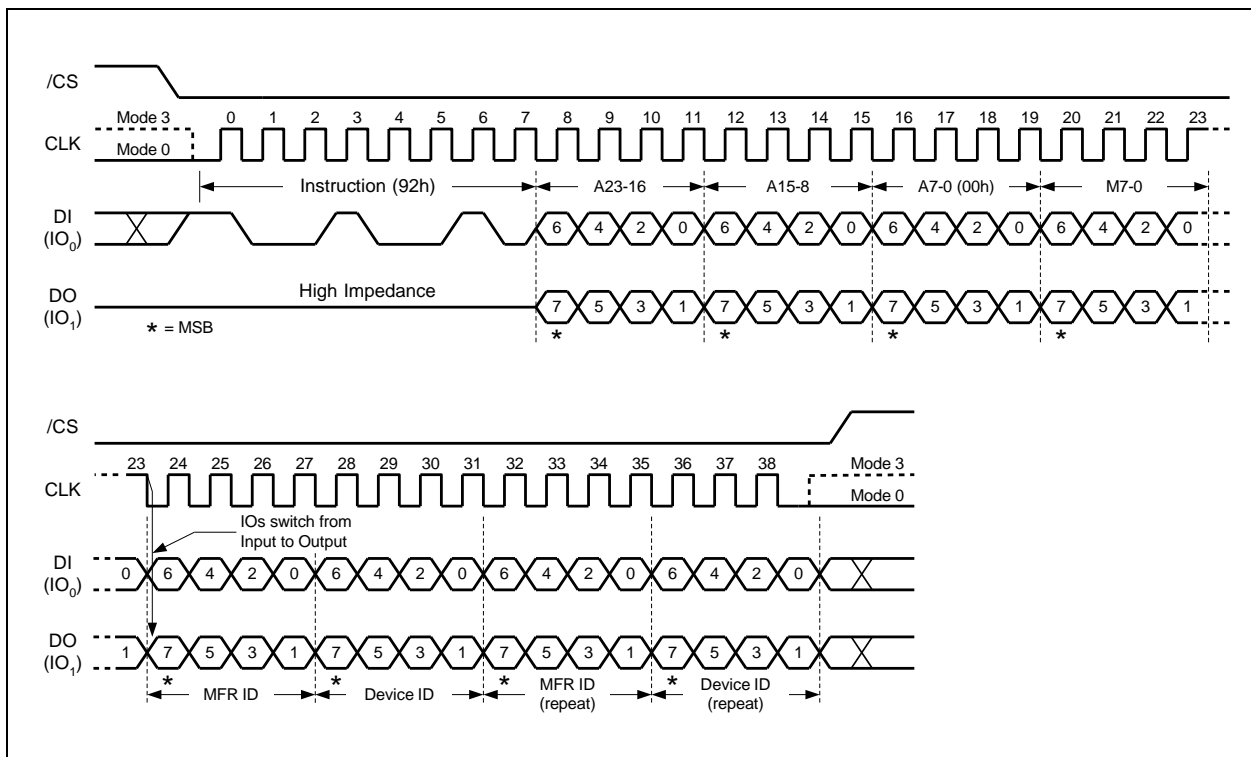 /CS
Mode 3 0 1 2 3 4 5 6 7 8 9 10 11 12 13 14 15 16 17 18 19 20 21 22 23
CLK
Mode 0
Instruction (92h) A23-16 A15-8 A7-0 (00h) M7-0
DI
(IO0) 6 4 2 0 6 4 2 0 6 4 2 0 6 4 2 0
High Impedance
DO
(IO1) 7 5 3 1 7 5 3 1 7 5 3 1 7 5 3 1
* = MSB * * * *
/CS
23 24 25 26 27 28 29 30 31 32 33 34 35 36 37 38 Mode 3
CLK
Mode 0
IOs switch from
Input to Output
DI
(IO0) 0 6 4 2 0 6 4 2 0 6 4 2 0 6 4 2 0
DO
(IO1) 1 7 5 3 1 7 5 3 1 7 5 3 1 7 5 3 1
* * * *
MFR ID Device ID MFR ID
(repeat) Device ID
(repeat)